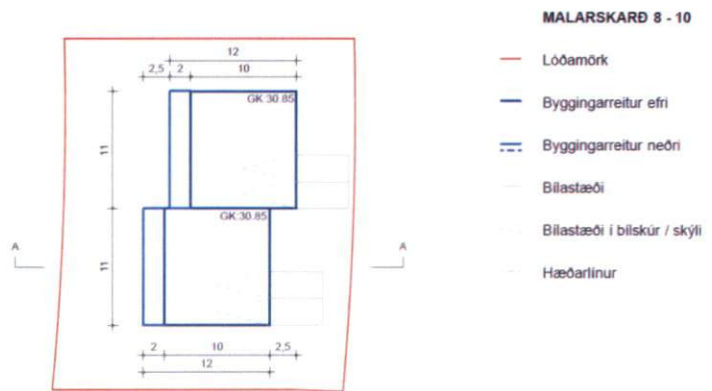 MALARSKARÐ 8 - 10
Lóðamörk
Byggingarreitur efri
Byggingarreitur neðri
Bílastæði
Bílastæði í bílskúr / skýli
Hæðarlínur
12
2,5 2 10
GK:30.85
11
GK:30.85
11
A A
2 10 2,5
12